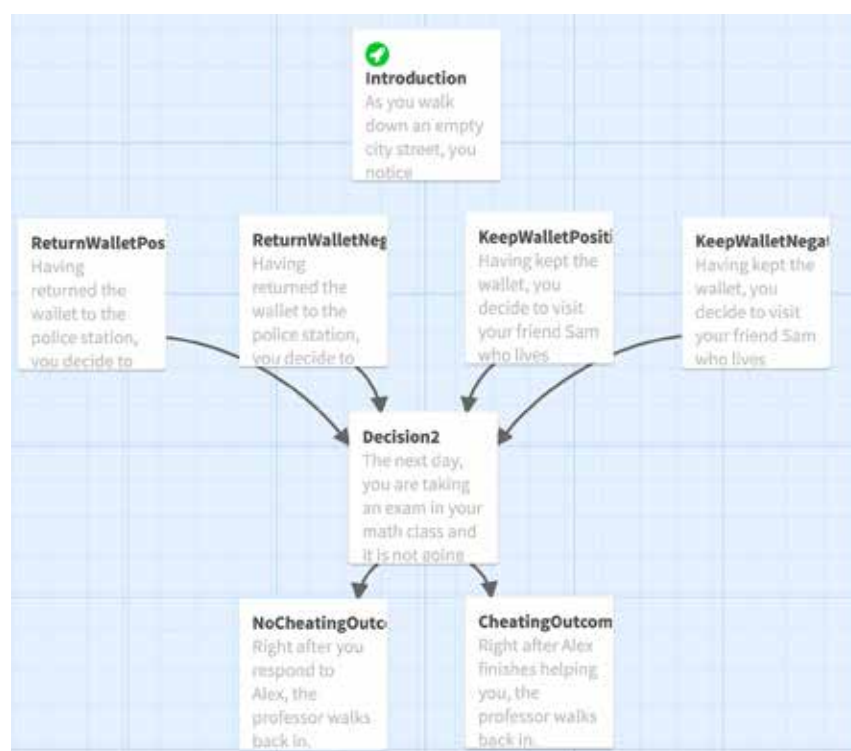 Introduction
As you walk
down an empty
city street, you
notice
ReturnWalletPos
Having
returned the
wallet to the
police station,
you decide to
ReturnWalletNeg
Having
returned the
wallet to the
police station,
you decide to
KeepWalletPositi
Having kept the
wallet, you
decide to visit
your friend Sam
who lives
KeepWalletNegat
Having kept the
wallet, you
decide to visit
your friend Sam
who lives
Decision2
The next day,
you are taking
an exam in your
math class and
it is not going
NoCheatingOutc
Right after you
respond to
Alex, the
professor walks
back in.
CheatingOutcom
Right after Alex
finishes helping
you, the
professor walks
back in.